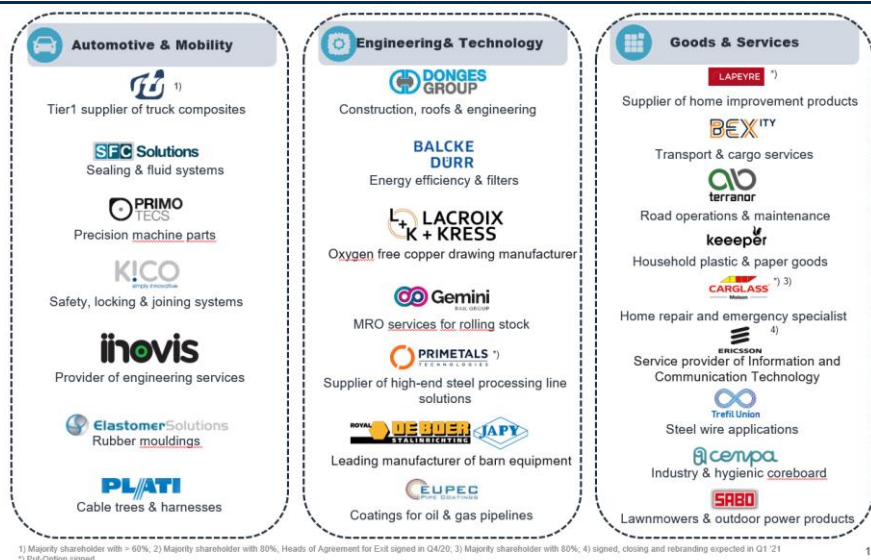 Automotive & Mobility
1)
Tier1 supplier of truck composites
SFC Solutions
Sealing & fluid systems
PRIMO
TECS
Precision machine parts
K!CO
simply innovative
Safety, locking & joining systems
iinovis
Provider of engineering services
ElastomerSolutions
Rubber mouldings
PLATI
Cable trees & harnesses
Engineering& Technology
DONGES
GROUP
Construction, roofs & engineering
BALCKE
DÜRR
Energy efficiency & filters
L+K LACROIX
+ KRESS
Oxygen free copper drawing manufacturer
Gemini
RAIL GROUP
MRO services for rolling stock
PRIMETALS *)
TECHNOLOGIES
Supplier of high-end steel processing line
solutions
ROYAL DE BOER JAPY
STALINRICHTING
Leading manufacturer of barn equipment
EUPEC
PIPE COATINGS
Coatings for oil & gas pipelines
Goods & Services
LAPEYRE *)
Supplier of home improvement products
BEXITY
Transport & cargo services
terranor
Road operations & maintenance
keeeper
Household plastic & paper goods
CARGLASS *) 3)
Maison
Home repair and emergency specialist
4)
ERICSSON
Service provider of Information and
Communication Technology
Trefil Union
Steel wire applications
cenpa
Industry & hygienic coreboard
SABO
Lawnmowers & outdoor power products
1) Majority shareholder with > 60%; 2) Majority shareholder with 80%, Heads of Agreement for Exit signed in Q4/20; 3) Majority shareholder with 80%; 4) signed, closing and rebranding expected in Q1 '21
*) Put-Option signed
1